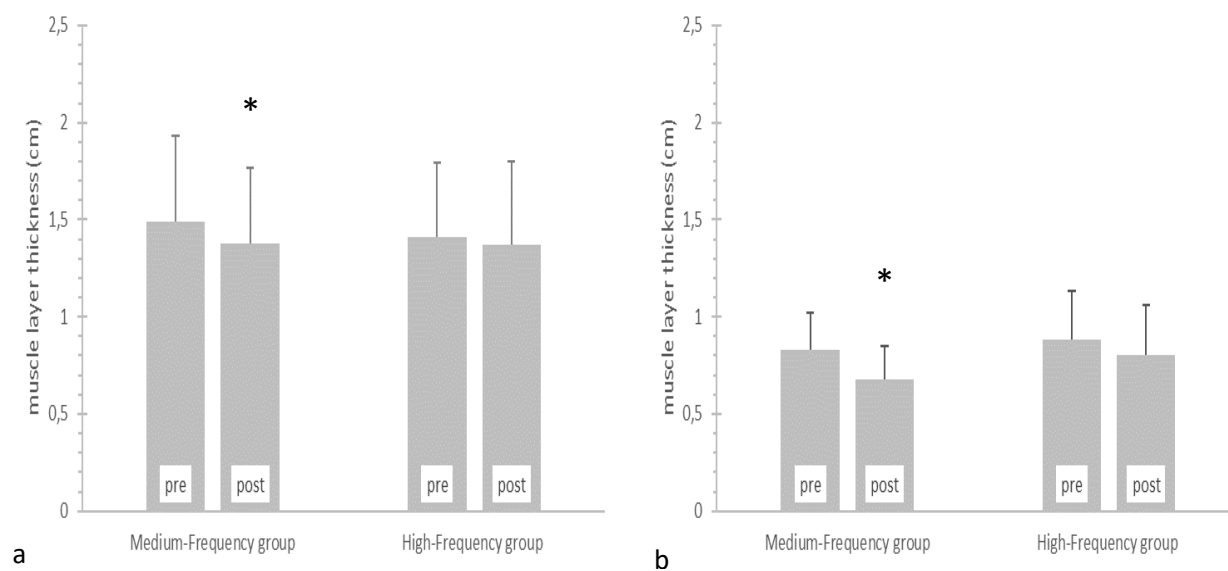 muscle layer thickness (cm)
2,5
2
1,5
1
0,5
0
*
pre
post
pre
post
Medium-Frequency group
High-Frequency group
a
muscle layer thickness (cm)
2,5
2
1,5
1
0,5
0
*
pre
post
pre
post
Medium-Frequency group
High-Frequency group
b